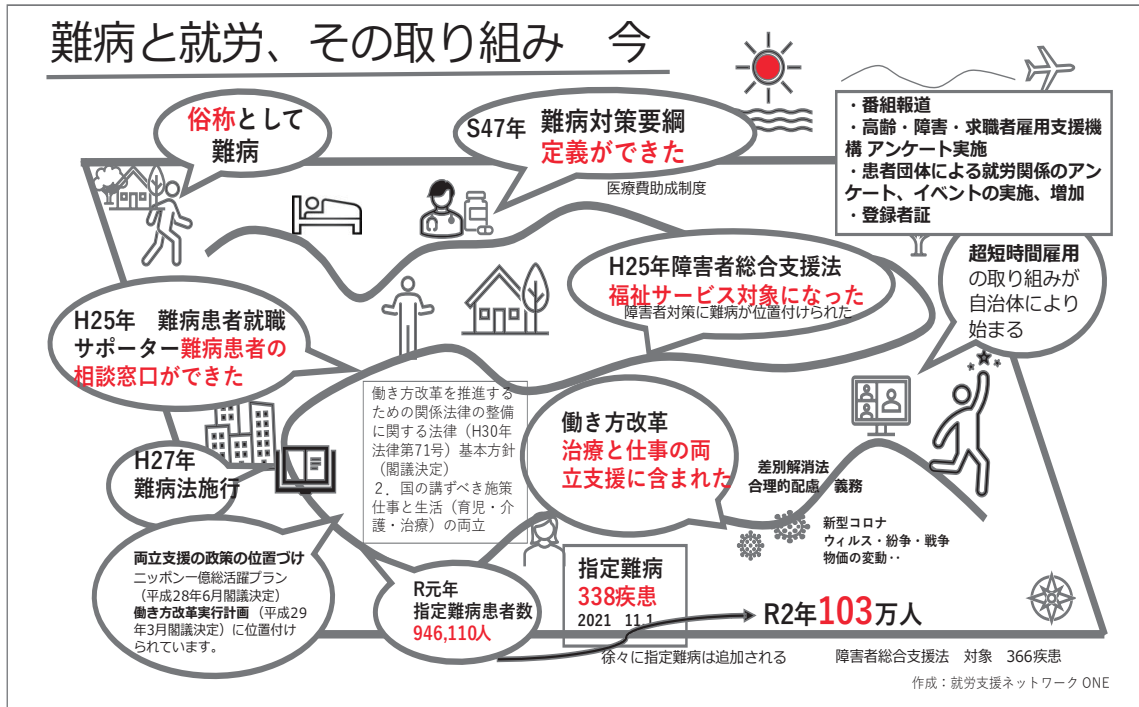 難病と就労、その取り組み　今
俗称として
難病
S47年　難病対策要綱
定義ができた
医療費助成制度
・番組報道
・高齢・障害・求職者雇用支援機
構 アンケート実施
・患者団体による就労関係のアン
ケート、イベントの実施、増加
・登録者証
超短時間雇用
の取り組みが
自治体により
始まる
H25年障害者総合支援法
福祉サービス対象になった
障害者対策に難病が位置付けられた
H25年　難病患者就職
サポーター難病患者の
相談窓口ができた
働き方改革を推進する
ための関係法律の整備
に関する法律（H30年
法律第71号）基本方針
（閣議決定）
２．国の講ずべき施策
仕事と生活（育児・介
護・治療）の両立
働き方改革
治療と仕事の両
立支援に含まれた
H27年
難病法施行
差別解消法
合理的配慮　義務
新型コロナ
ウィルス・紛争・戦争
物価の変動‥
両立支援の政策の位置づけ
ニッポン一億総活躍プラン
（平成28年6月閣議決定）
働き方改革実行計画（平成29
年3月閣議決定）に位置付け
られています。
R元年
指定難病患者数
946,110人
指定難病
338疾患
2021　11.1
R2年103万人
徐々に指定難病は追加される
障害者総合支援法　対象　366疾患
作成：就労支援ネットワーク ONE